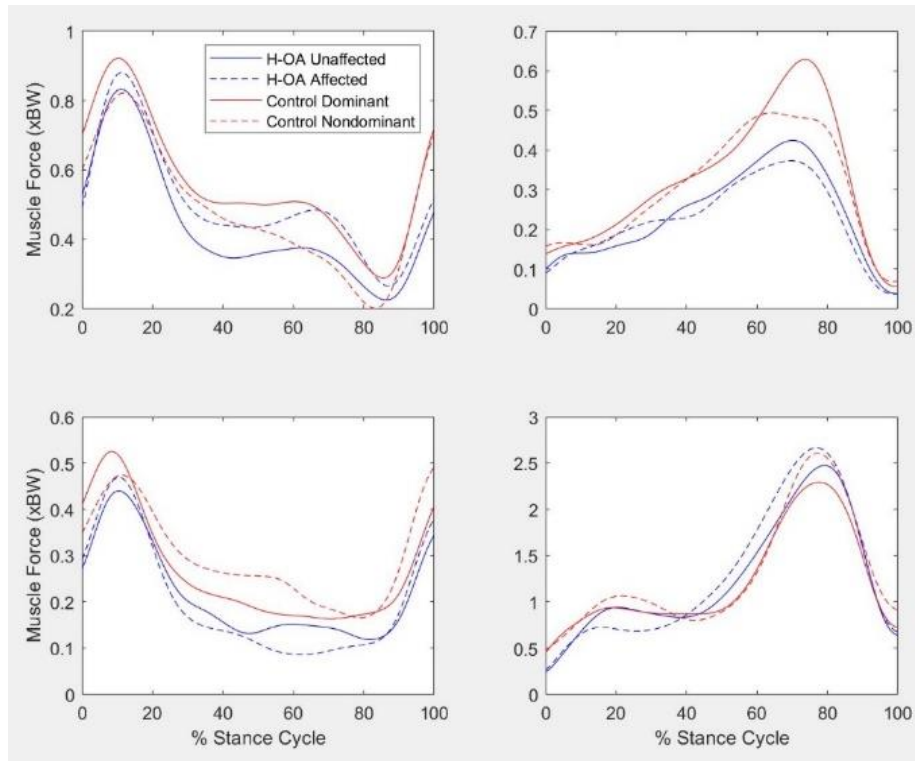 Muscle Force (xBW)
1
0.8
0.6
0.4
0.2
0 20 40 60 80 100
H-OA Unaffected
H-OA Affected
Control Dominant
Control Nondominant
0.7
0.6
0.5
0.4
0.3
0.2
0.1
0
0 20 40 60 80 100
Muscle Force (xBW)
0.6
0.5
0.4
0.3
0.2
0.1
0
0 20 40 60 80 100
% Stance Cycle
3
2.5
2
1.5
1
0.5
0
0 20 40 60 80 100
% Stance Cycle